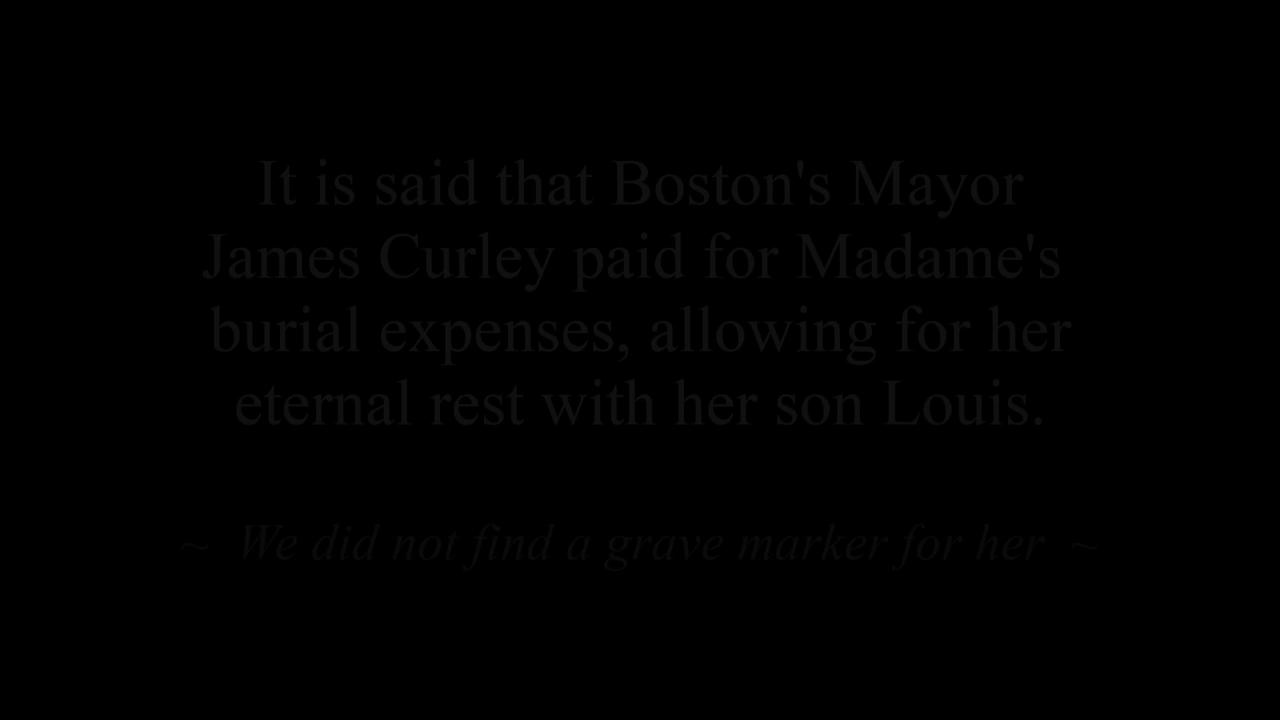 It is said that Boston's Mayor
James Curley paid for Madame's
burial expenses, allowing for her
eternal rest with her son Louis.
~ We did not find a grave marker for her ~